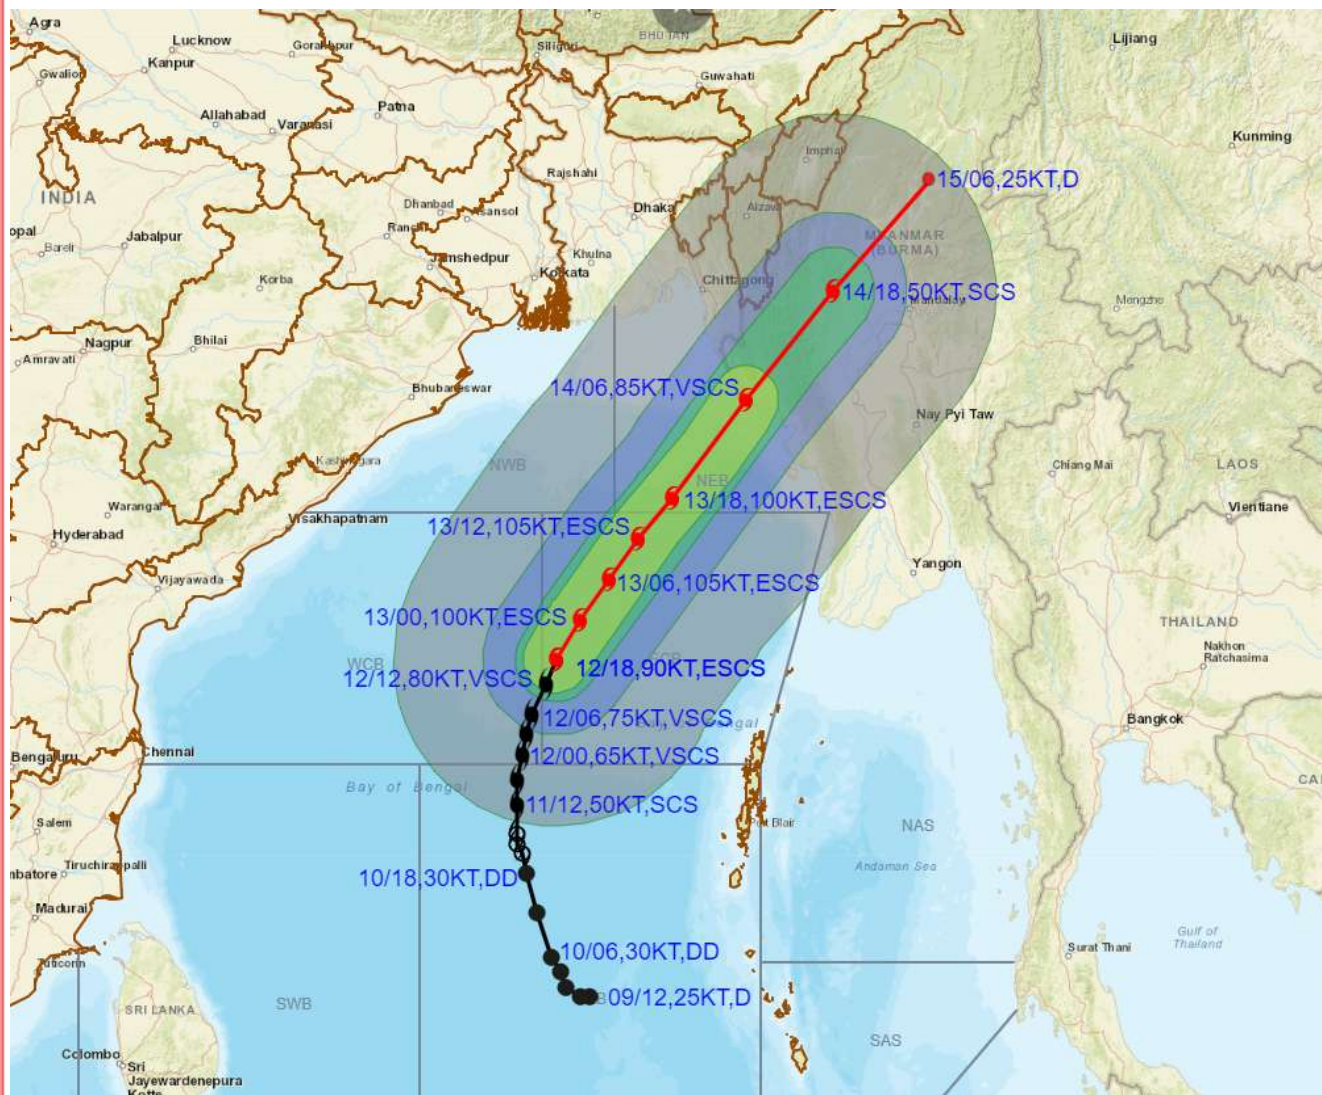 Agra
Lucknow
Gorakhpur
Siliguri
BHUTAN
Lijiang
Gwalior
Kanpur
Guwahati
Allahabad
Patna
Varanasi
Imphal
Kunming
INDIA
Rajshahi
15/06,25KT,D
Dhanbad
Asansol
Dhaka
Aizawl
opal
Jabalpur
Ranchi
MYANMAR
(BURMA)
Jamshedpur
Khulna
Korba
Kolkata
Chittagong
14/18,50KT,SCS
Mandalay
Nagpur
Bhilai
Amravati
14/06,85KT,VSCS
Bhubaneswar
Nay Pyi Taw
NWB
Chiang Mai
LAOS
NEB
Warangal
Visakhapatnam
13/18,100KT,ESCS
Vientiane
Hyderabad
13/12,105KT,ESCS
Vijayawada
13/06,105KT,ESCS
Yangon
13/00,100KT,ESCS
THAILAND
WCB
Nakhon
Ratchasima
12/12,80KT,VSCS
12/18,90KT,ESCS
12/06,75KT,VSCS
Bangkok
Bengaluru
Chennai
12/00,65KT,VSCS
Bay of Bengal
11/12,50KT,SCS
Salem
Port Blair
NAS
Tiruchirappalli
mbatore
10/18,30KT,DD
Andaman Sea
Madurai
Gulf of
Thailand
10/06,30KT,DD
Surat Thani
Tuticorin
09/12,25KT,D
SRI LANKA
SWB
SAS
Colombo
Sri
Jayewardenepura
Kotte